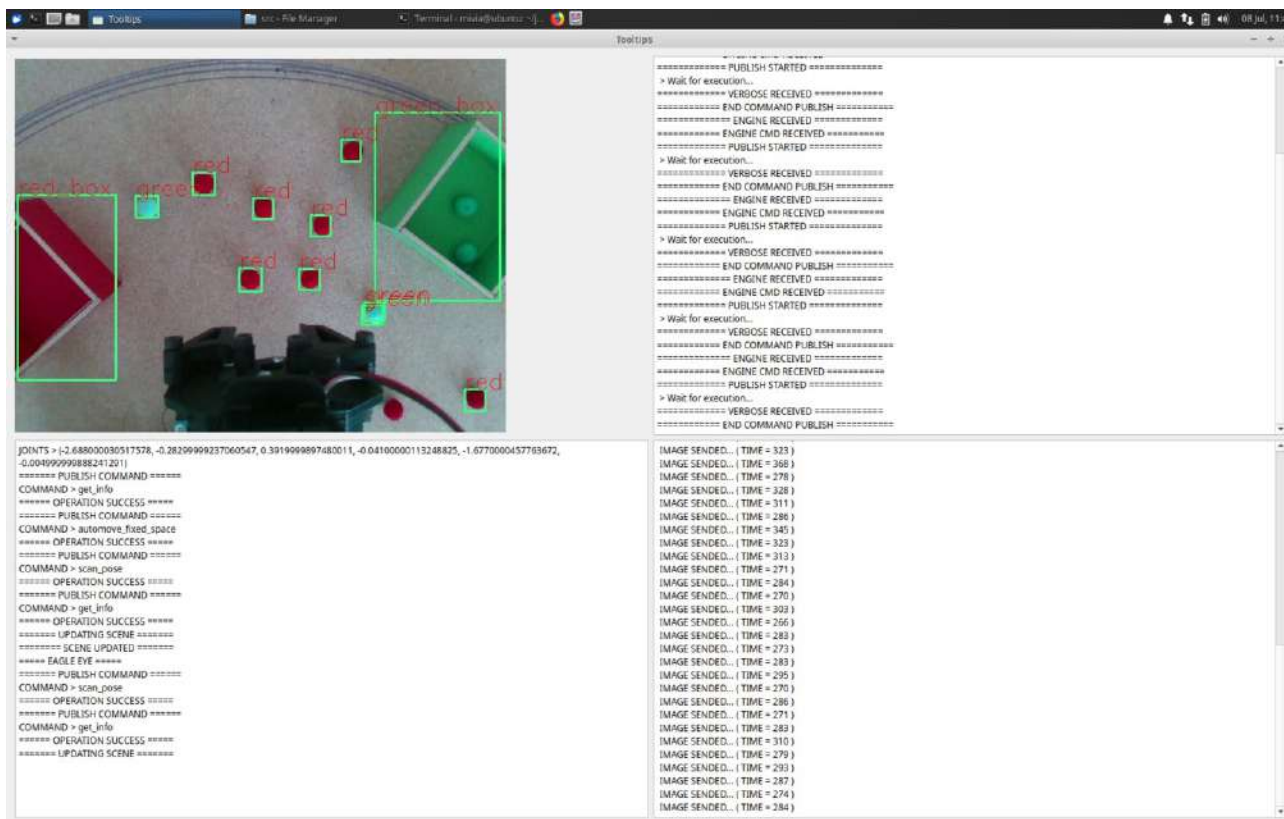 Tooltips
src - File Manager
Terminal - mivia@ubuntu: ~/j...
08 Jul, 11:
Tooltips
green_box
red
red
red_box
green
red
red
red
red
green
red
============= PUBLISH STARTED ==============
> Wait for execution...
============= VERBOSE RECEIVED =============
============ END COMMAND PUBLISH ===========
============== ENGINE RECEIVED =============
============ ENGINE CMD RECEIVED ===========
============= PUBLISH STARTED ==============
> Wait for execution...
============= VERBOSE RECEIVED =============
============ END COMMAND PUBLISH ===========
============== ENGINE RECEIVED =============
============ ENGINE CMD RECEIVED ===========
============= PUBLISH STARTED ==============
> Wait for execution...
============= VERBOSE RECEIVED =============
============ END COMMAND PUBLISH ===========
============== ENGINE RECEIVED =============
============ ENGINE CMD RECEIVED ===========
============= PUBLISH STARTED ==============
> Wait for execution...
============= VERBOSE RECEIVED =============
============ END COMMAND PUBLISH ===========
============== ENGINE RECEIVED =============
============ ENGINE CMD RECEIVED ===========
============= PUBLISH STARTED ==============
> Wait for execution...
============= VERBOSE RECEIVED =============
============ END COMMAND PUBLISH ===========
JOINTS > (-2.688000030517578, -0.28299999237060547, 0.3919999897480011, -0.04100000113248825, -1.6770000457763672,
-0.004999999888241291)
======= PUBLISH COMMAND ======
COMMAND > get_info
====== OPERATION SUCCESS =====
======= PUBLISH COMMAND ======
COMMAND > automove_fixed_space
====== OPERATION SUCCESS =====
======= PUBLISH COMMAND ======
COMMAND > scan_pose
====== OPERATION SUCCESS =====
======= PUBLISH COMMAND ======
COMMAND > get_info
====== OPERATION SUCCESS =====
======= UPDATING SCENE =======
======== SCENE UPDATED =======
===== EAGLE EYE =====
======= PUBLISH COMMAND ======
COMMAND > scan_pose
====== OPERATION SUCCESS =====
======= PUBLISH COMMAND ======
COMMAND > get_info
====== OPERATION SUCCESS =====
======= UPDATING SCENE =======
IMAGE SENDED... ( TIME = 323 )
IMAGE SENDED... ( TIME = 368 )
IMAGE SENDED... ( TIME = 278 )
IMAGE SENDED... ( TIME = 328 )
IMAGE SENDED... ( TIME = 311 )
IMAGE SENDED... ( TIME = 286 )
IMAGE SENDED... ( TIME = 345 )
IMAGE SENDED... ( TIME = 323 )
IMAGE SENDED... ( TIME = 313 )
IMAGE SENDED... ( TIME = 271 )
IMAGE SENDED... ( TIME = 284 )
IMAGE SENDED... ( TIME = 270 )
IMAGE SENDED... ( TIME = 303 )
IMAGE SENDED... ( TIME = 266 )
IMAGE SENDED... ( TIME = 283 )
IMAGE SENDED... ( TIME = 273 )
IMAGE SENDED... ( TIME = 283 )
IMAGE SENDED... ( TIME = 295 )
IMAGE SENDED... ( TIME = 270 )
IMAGE SENDED... ( TIME = 286 )
IMAGE SENDED... ( TIME = 271 )
IMAGE SENDED... ( TIME = 283 )
IMAGE SENDED... ( TIME = 310 )
IMAGE SENDED... ( TIME = 279 )
IMAGE SENDED... ( TIME = 293 )
IMAGE SENDED... ( TIME = 287 )
IMAGE SENDED... ( TIME = 274 )
IMAGE SENDED... ( TIME = 284 )